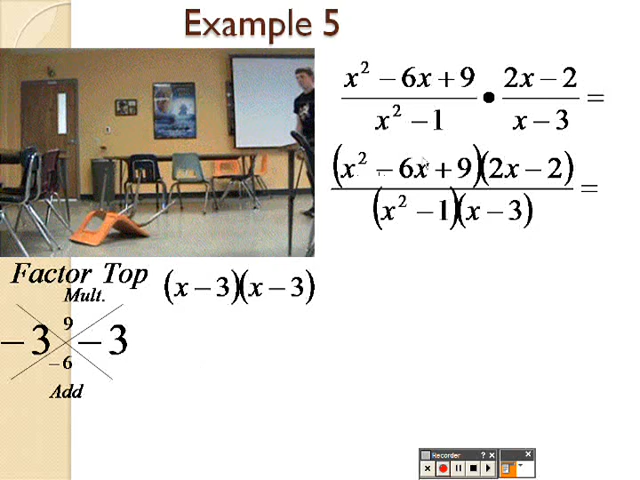 Example 5
x² − 6x + 9 / x² − 1 • 2x − 2 / x − 3 =
(x² − 6x + 9)(2x − 2) / (x² − 1)(x − 3) =
Factor Top
(x − 3)(x − 3)
Mult.
9
−3 −3
−6
Add
Recorder ? ×